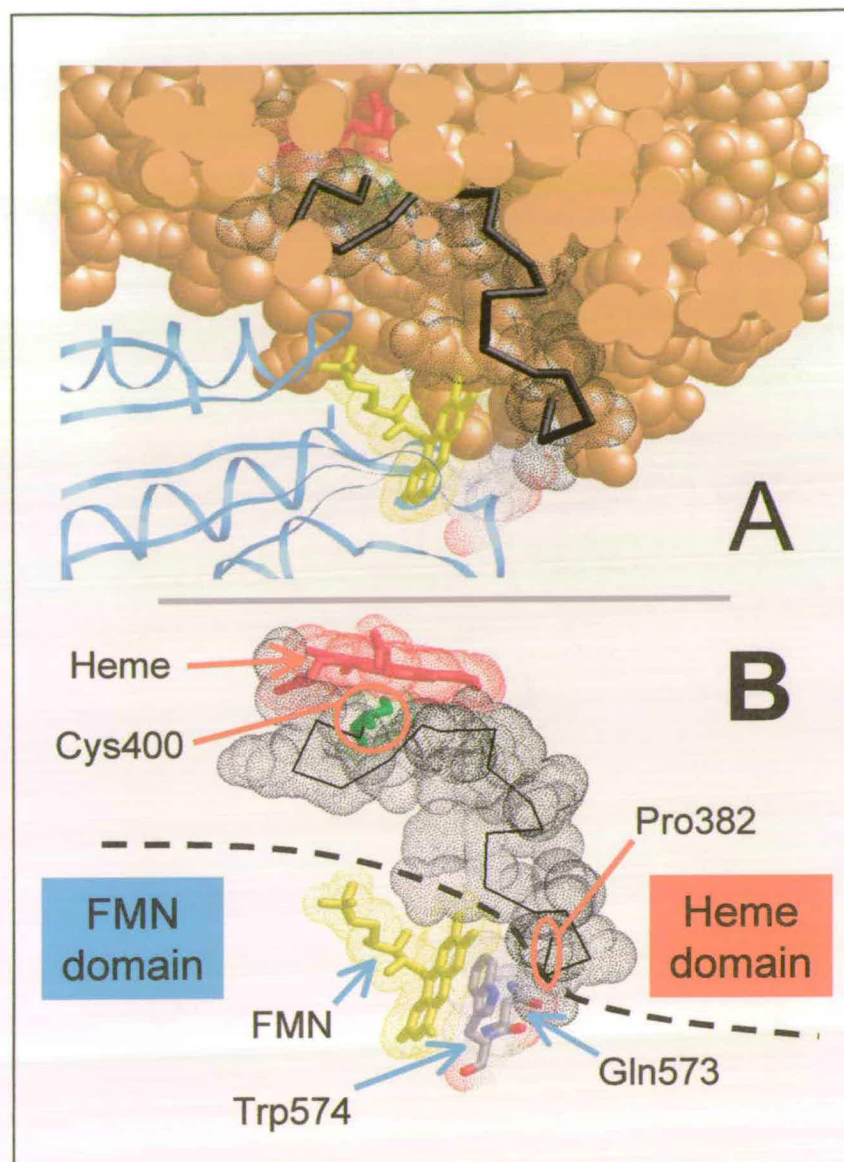 A
B
Heme
Cys400
Pro382
FMN
domain
Heme
domain
FMN
Trp574
Gln573